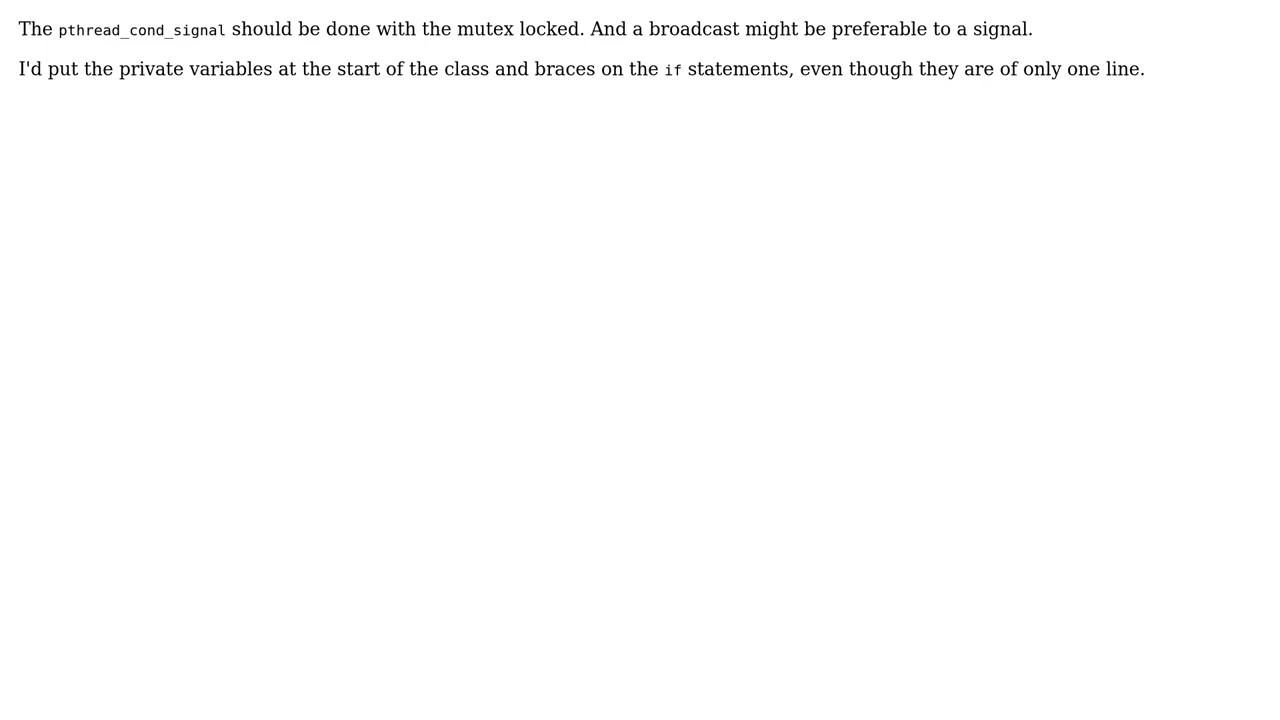 The pthread_cond_signal should be done with the mutex locked. And a broadcast might be preferable to a signal.
I'd put the private variables at the start of the class and braces on the if statements, even though they are of only one line.